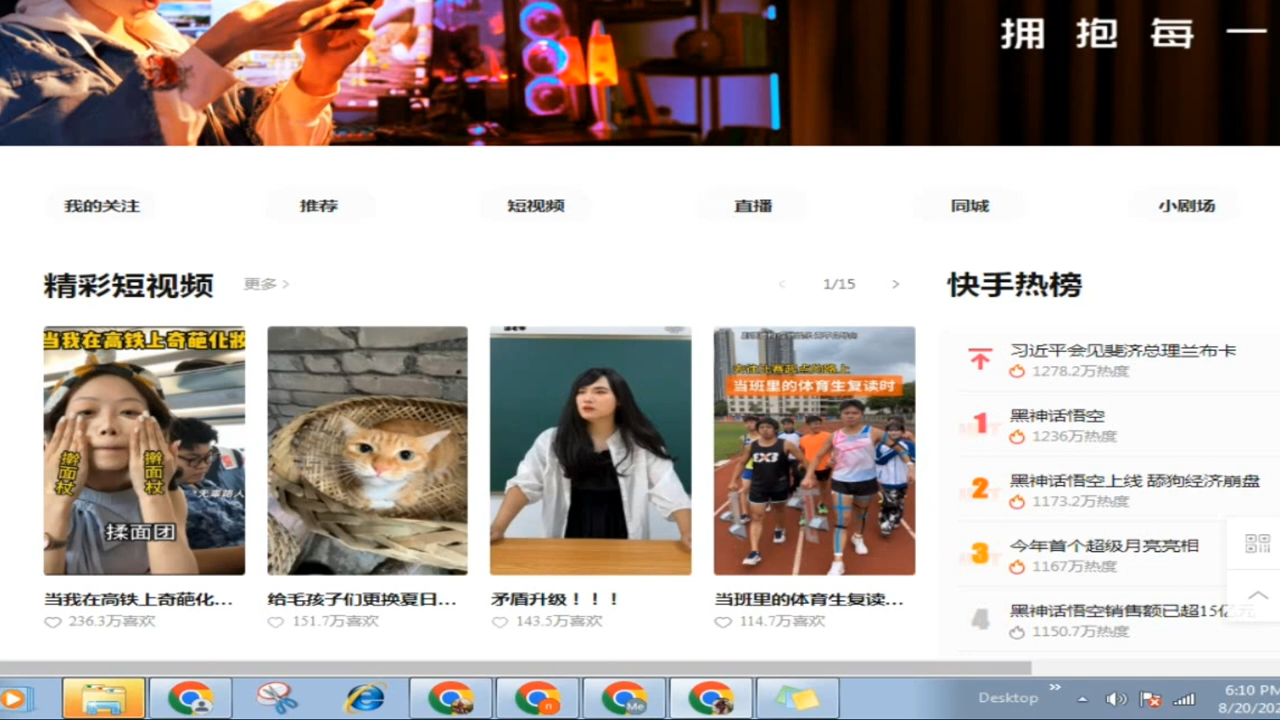 拥抱每一
我的关注
推荐
短视频
直播
同城
小剧场
精彩短视频
更多 >
< 1/15 >
快手热榜
当我在高铁上奇葩化妆
擀面杖
擀面杖
揉面团
当班里的体育生复读时
当我在高铁上奇葩化...
236.3万喜欢
给毛孩子们更换夏日...
151.7万喜欢
矛盾升级！！！
143.5万喜欢
当班里的体育生复读...
114.7万喜欢
习近平会见斐济总理兰布卡
1278.2万热度
1
黑神话悟空
1236万热度
2
黑神话悟空上线 舔狗经济崩盘
1173.2万热度
3
今年首个超级月亮亮相
1167万热度
4
黑神话悟空销售额已超15亿元
1150.7万热度
n
Me
Desktop
6:10 PM
8/20/202